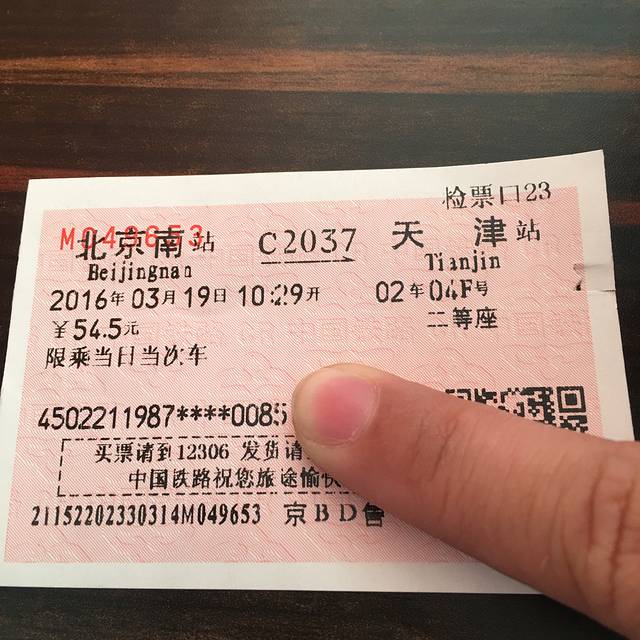 检票口23
M049653
北京南站 C2037 天津站
Beijingnan Tianjin
2016年03月19日10:29开 02车04F号
¥54.5元 二等座
限乘当日当次车
4502211987****0085
买票请到12306 发货请
中国铁路祝您旅途愉快
21152202330314M049653 京BD售